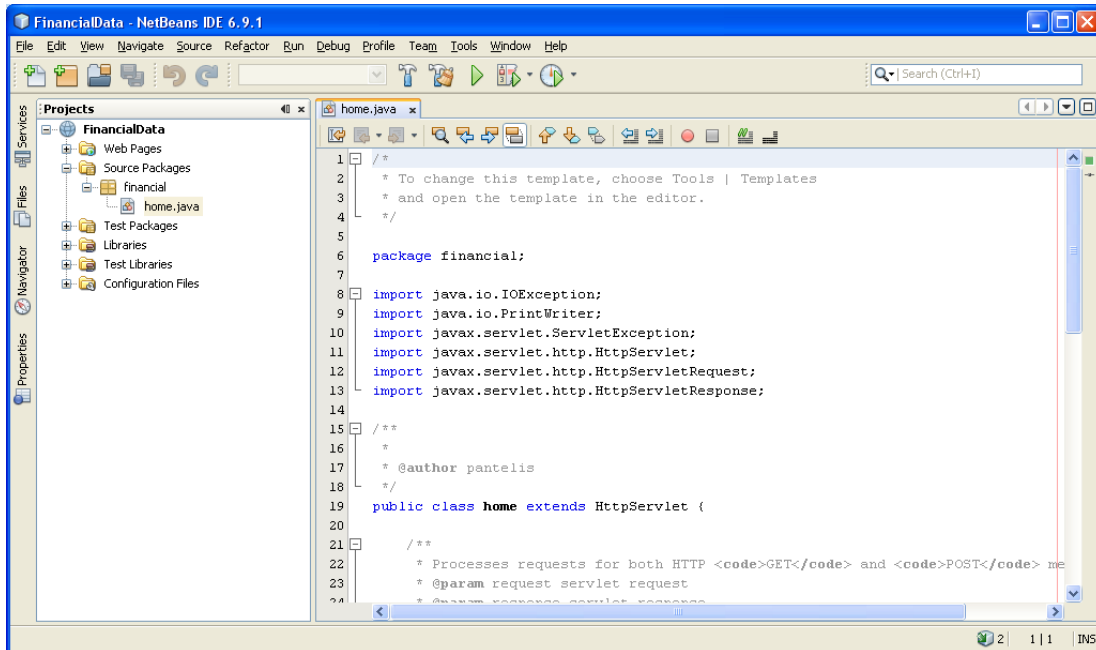 FinancialData - NetBeans IDE 6.9.1
File Edit View Navigate Source Refactor Run Debug Profile Team Tools Window Help
Search (Ctrl+I)
Services
Files
Navigator
Properties
Projects
FinancialData
Web Pages
Source Packages
financial
home.java
Test Packages
Libraries
Test Libraries
Configuration Files
home.java
1 /*
2 * To change this template, choose Tools | Templates
3 * and open the template in the editor.
4 */
5
6 package financial;
7
8 import java.io.IOException;
9 import java.io.PrintWriter;
10 import javax.servlet.ServletException;
11 import javax.servlet.http.HttpServlet;
12 import javax.servlet.http.HttpServletRequest;
13 import javax.servlet.http.HttpServletResponse;
14
15 /**
16 *
17 * @author pantelis
18 */
19 public class home extends HttpServlet {
20
21 /**
22 * Processes requests for both HTTP <code>GET</code> and <code>POST</code> me
23 * @param request servlet request
24 * @param response servlet response
2 1 | 1 INS